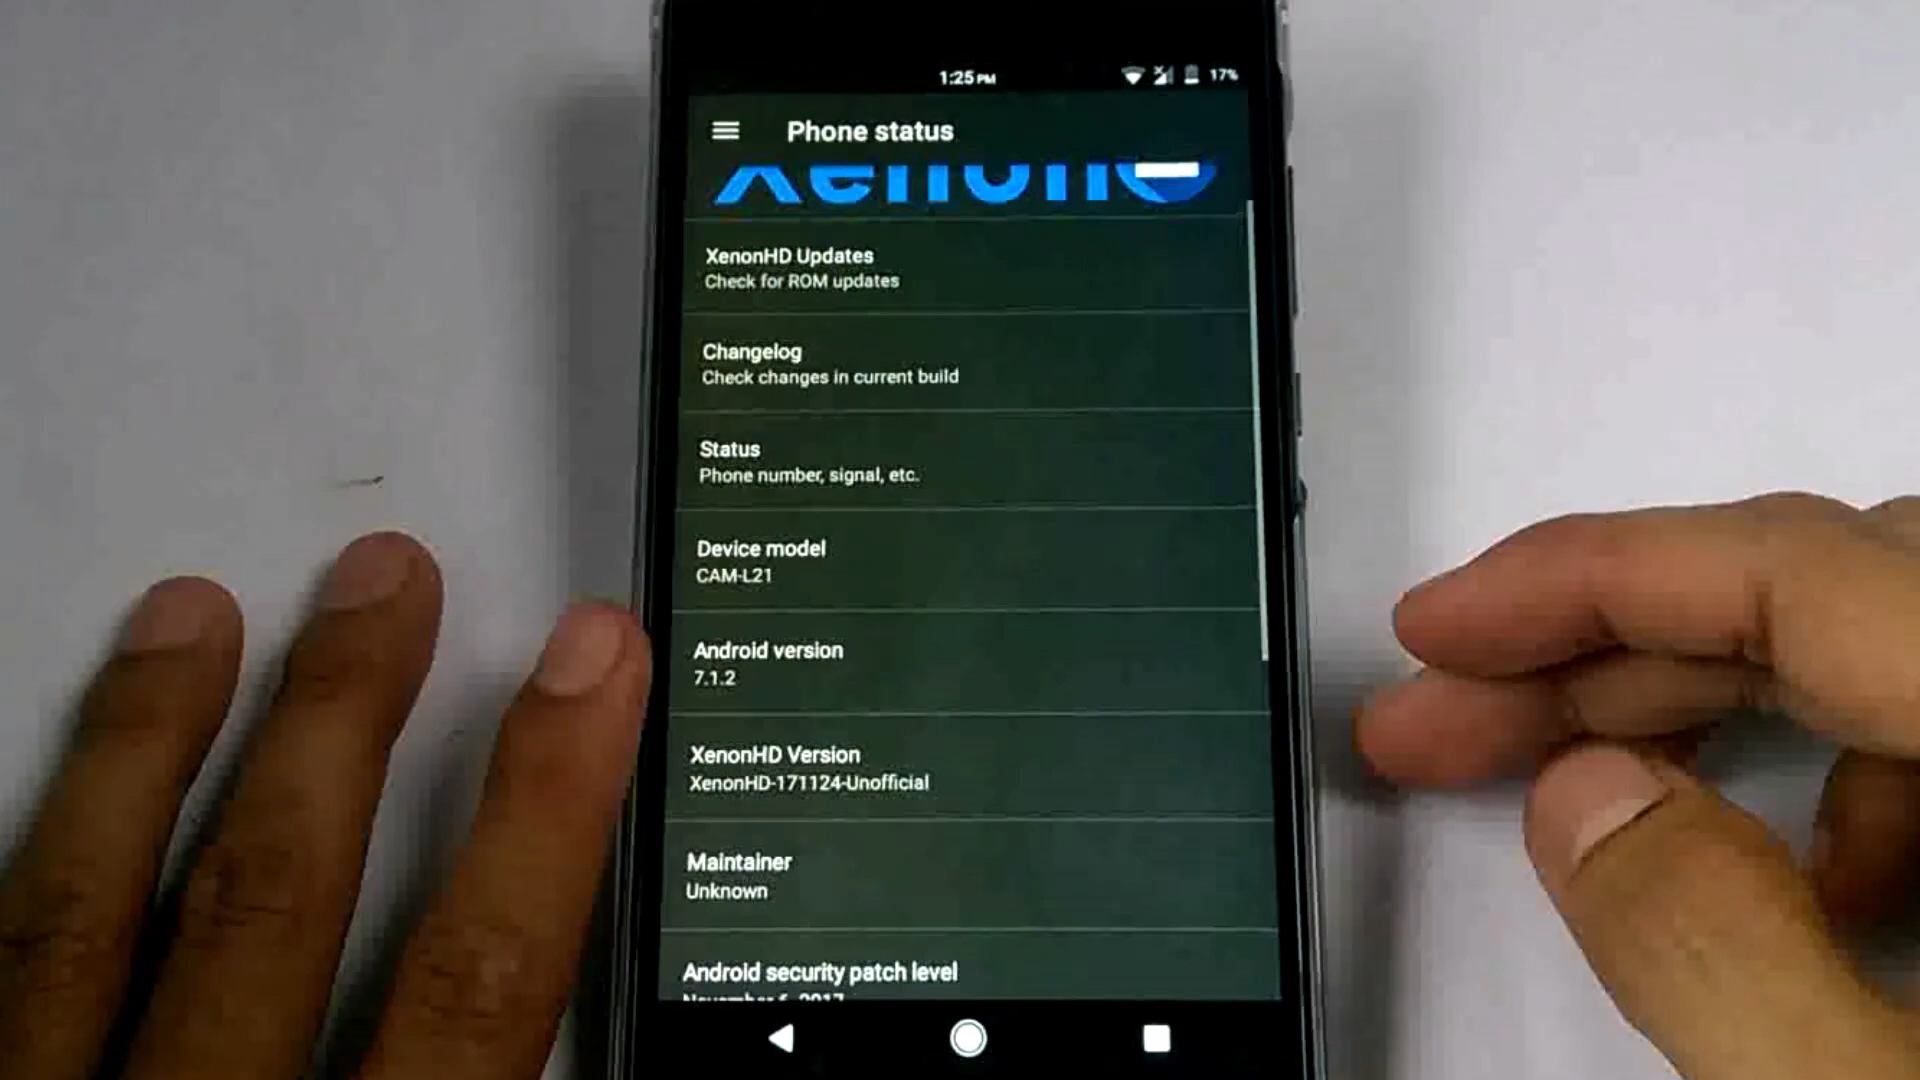 1:25 PM
17%
Phone status
XenonHD Updates
Check for ROM updates
Changelog
Check changes in current build
Status
Phone number, signal, etc.
Device model
CAM-L21
Android version
7.1.2
XenonHD Version
XenonHD-171124-Unofficial
Maintainer
Unknown
Android security patch level